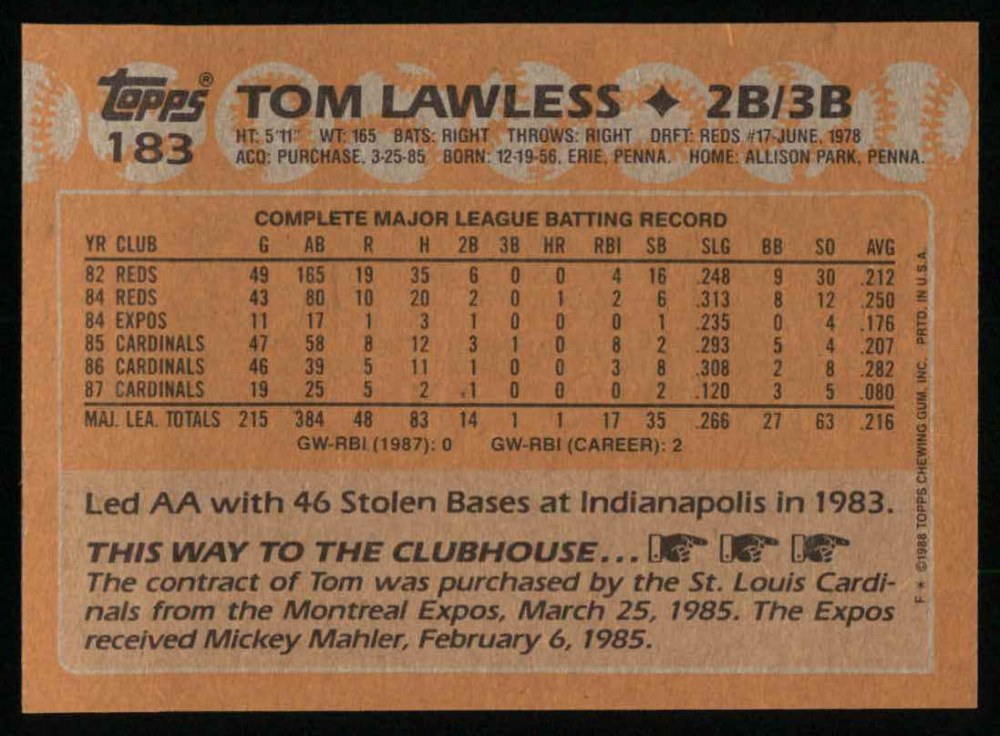 topps® TOM LAWLESS ♦ 2B/3B
183 HT: 5'11" WT: 165 BATS: RIGHT THROWS: RIGHT DRFT: REDS #17-JUNE, 1978
ACQ: PURCHASE, 3-25-85 BORN: 12-19-56, ERIE, PENNA. HOME: ALLISON PARK, PENNA.
COMPLETE MAJOR LEAGUE BATTING RECORD
YR CLUB G AB R H 2B 3B HR RBI SB SLG BB SO AVG
82 REDS 49 165 19 35 6 0 0 4 16 .248 9 30 .212
84 REDS 43 80 10 20 2 0 1 2 6 .313 8 12 .250
84 EXPOS 11 17 1 3 1 0 0 0 1 .235 0 4 .176
85 CARDINALS 47 58 8 12 3 1 0 8 2 .293 5 4 .207
86 CARDINALS 46 39 5 11 1 0 0 3 8 .308 2 8 .282
87 CARDINALS 19 25 5 2 1 0 0 0 2 .120 3 5 .080
MAJ. LEA. TOTALS 215 384 48 83 14 1 1 17 35 .266 27 63 .216
GW-RBI (1987): 0 GW-RBI (CAREER): 2
Led AA with 46 Stolen Bases at Indianapolis in 1983.
THIS WAY TO THE CLUBHOUSE...
The contract of Tom was purchased by the St. Louis Cardi-
nals from the Montreal Expos, March 25, 1985. The Expos
received Mickey Mahler, February 6, 1985.
F * ©1988 TOPPS CHEWING GUM, INC. PRTD. IN U.S.A.